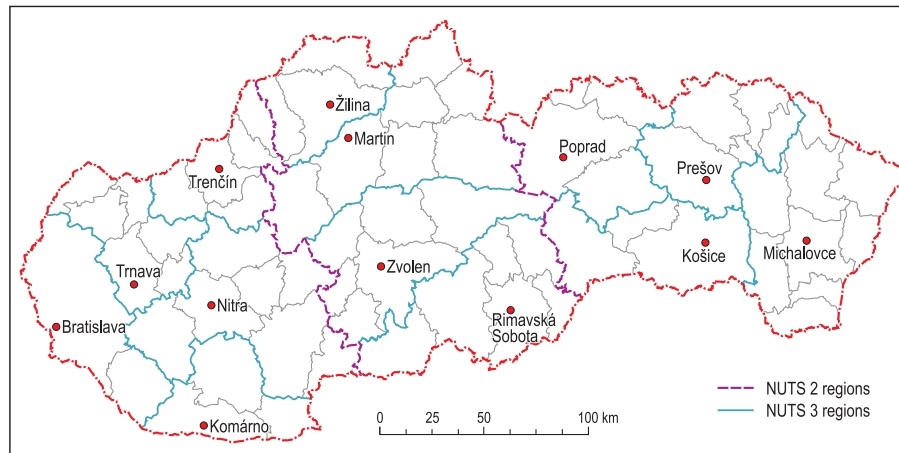 Žilina
Martin
Poprad
Trenčín
Prešov
Košice
Michalovce
Trnava
Zvolen
Nitra
Rimavská
Sobota
Bratislava
Komárno
NUTS 2 regions
NUTS 3 regions
0 25 50 100 km